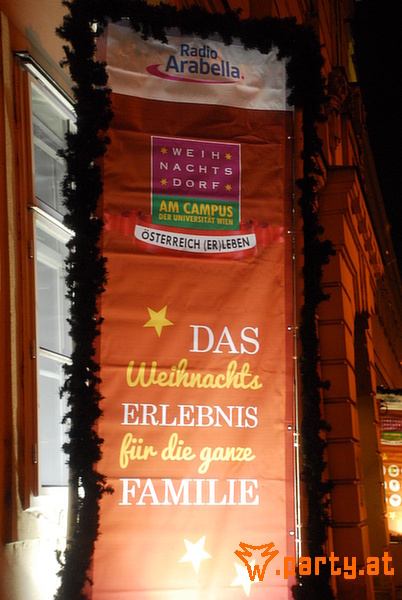 Radio
Arabella.
WEIH
NACHTS
DORF
AM CAMPUS
DER UNIVERSITÄT WIEN
ÖSTERREICH (ER)LEBEN
DAS
Weihnachts
ERLEBNIS
für die ganze
FAMILIE
w.party.at